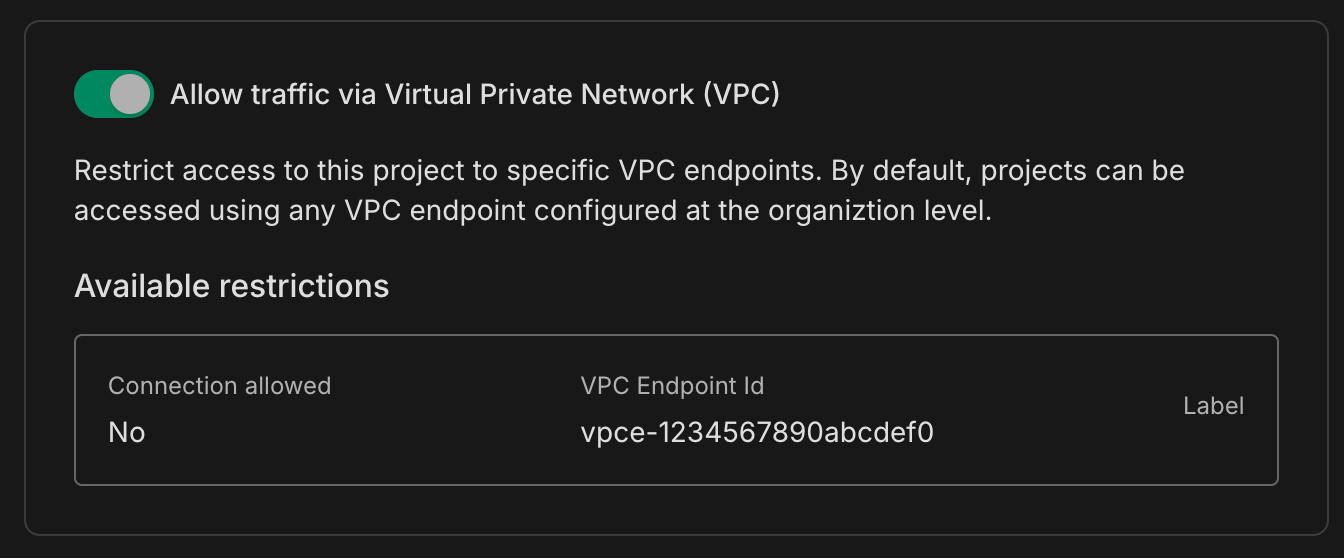 Allow traffic via Virtual Private Network (VPC)
Restrict access to this project to specific VPC endpoints. By default, projects can be
accessed using any VPC endpoint configured at the organiztion level.
Available restrictions
Connection allowed
No
VPC Endpoint Id
vpce-1234567890abcdef0
Label